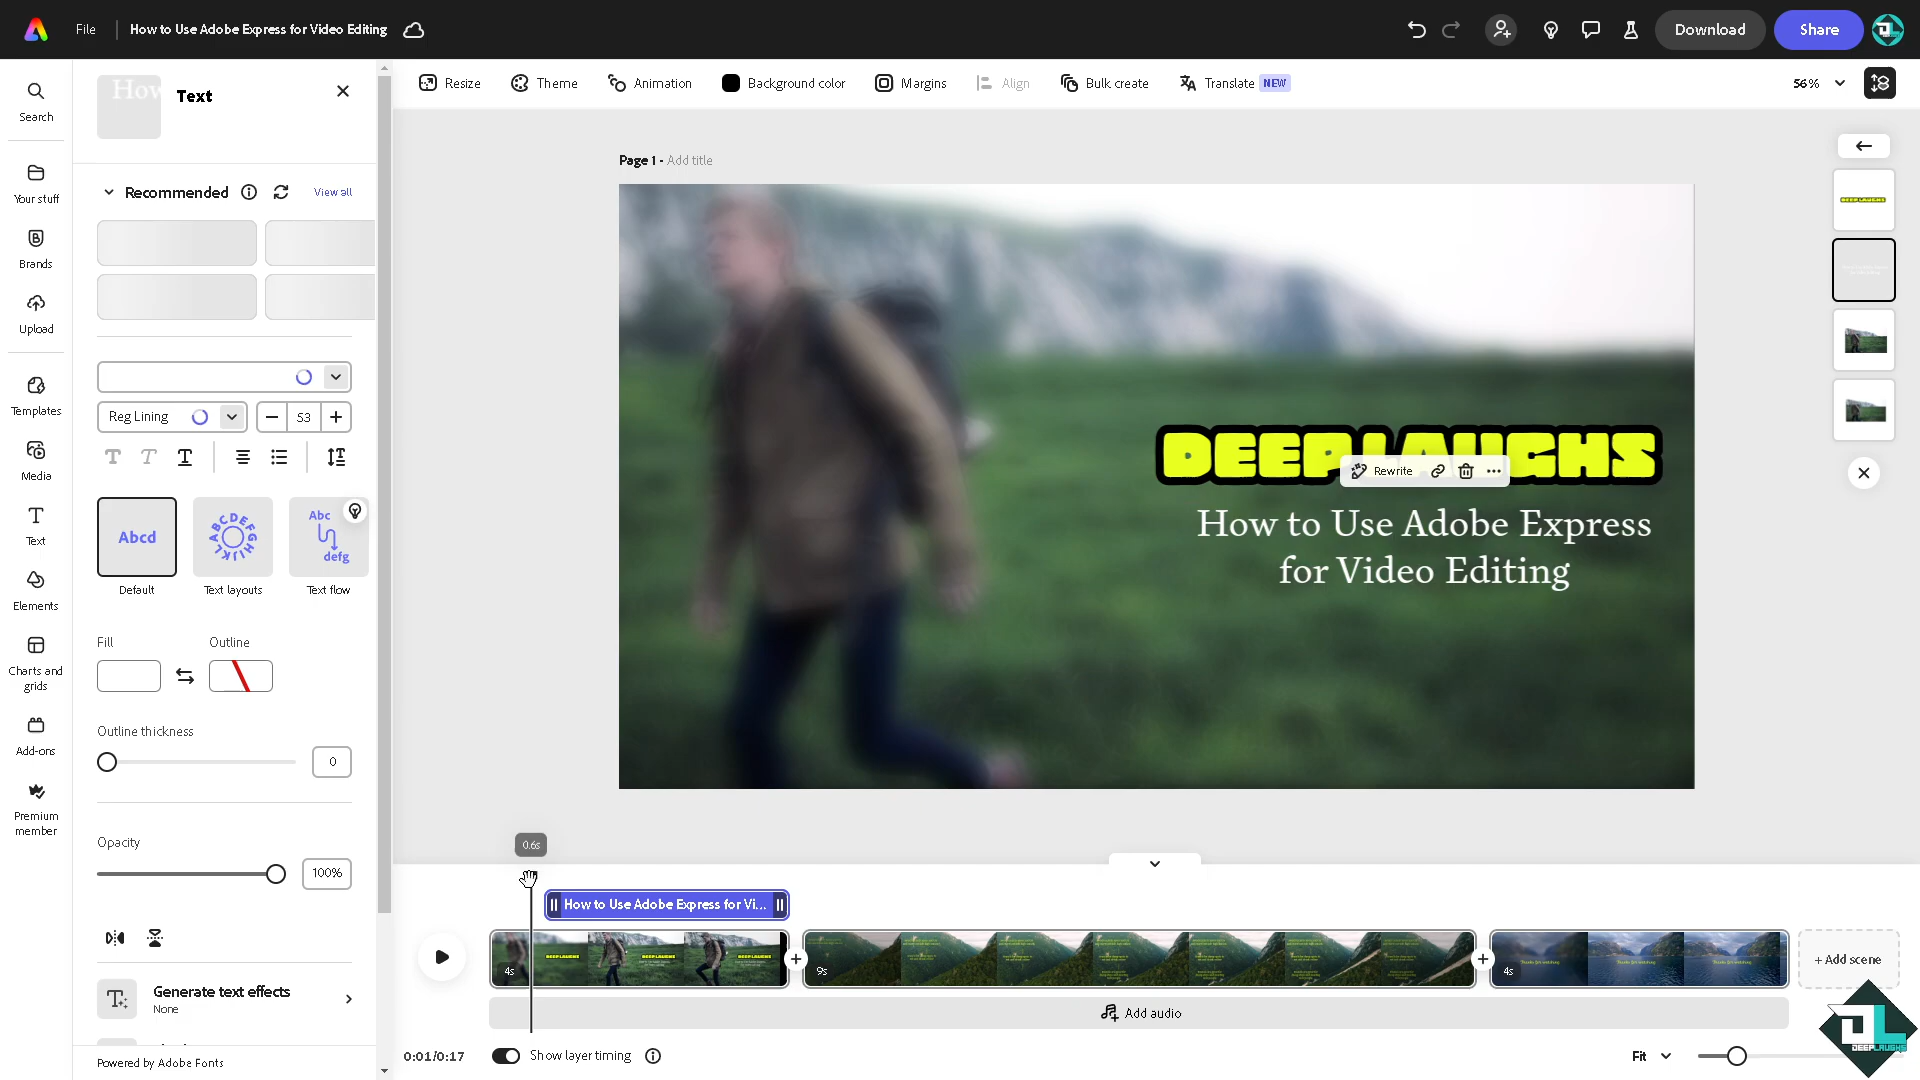 File
How to Use Adobe Express for Video Editing
Download
Share
Search
Your stuff
Brands
Upload
Templates
Media
Text
Elements
Charts and
grids
Add-ons
Premium
member
How
Text
Recommended
View all
Reg Lining
53
Abcd
Default
Text layouts
Abc
defg
Text flow
Fill
Outline
Outline thickness
0
Opacity
100%
Generate text effects
None
Powered by Adobe Fonts
Resize
Theme
Animation
Background color
Margins
Align
Bulk create
Translate NEW
56%
Page 1 - Add title
DEEPLAUGHS
Rewrite
How to Use Adobe Express
for Video Editing
DEEPLAUGHS
0.6s
How to Use Adobe Express for Vi...
4s
9s
4s
+ Add scene
Add audio
0:01/0:17
Show layer timing
Fit
DEEPLAUGHS